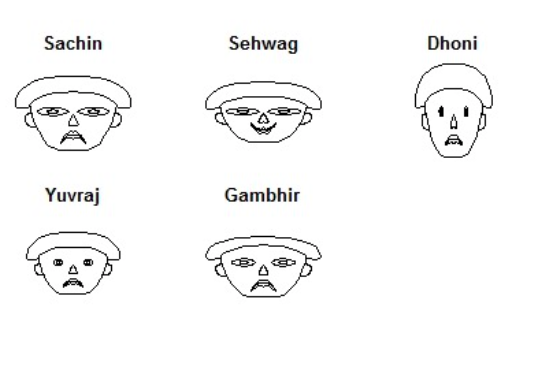 Sachin
Sehwag
Dhoni
Yuvraj
Gambhir